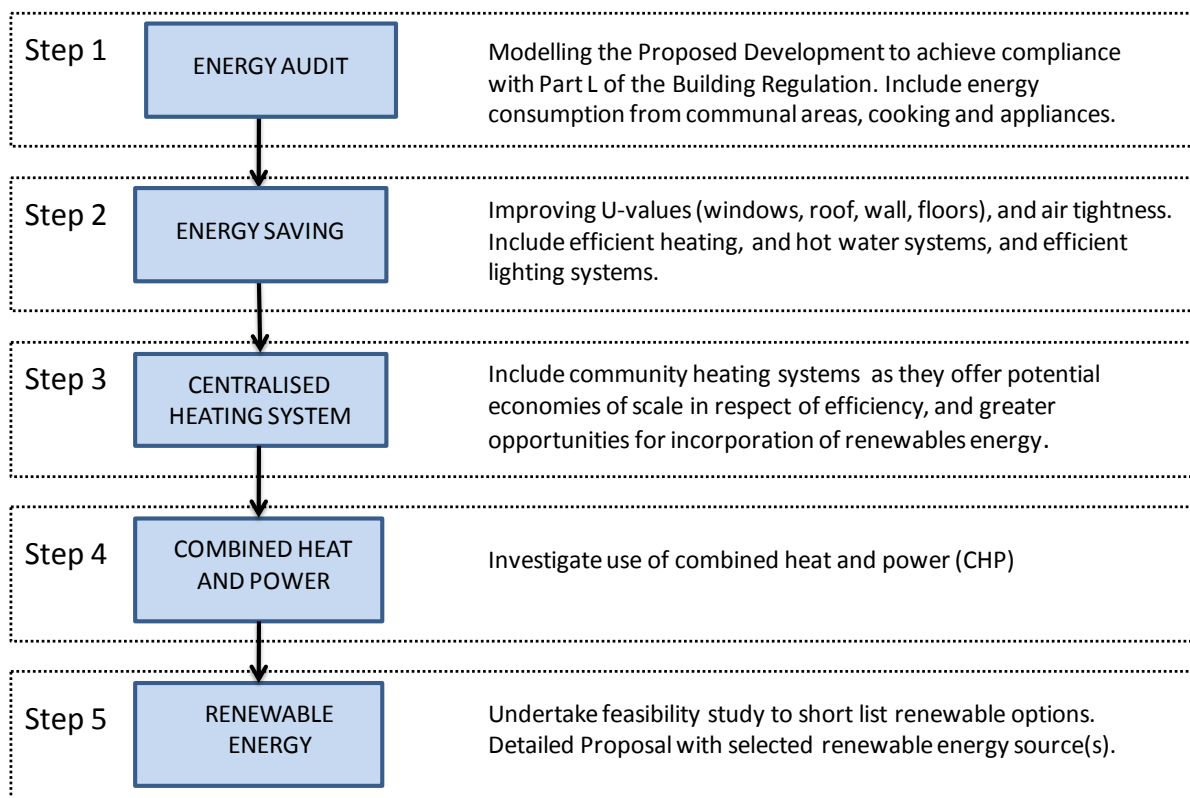 Step 1
ENERGY AUDIT
Modelling the Proposed Development to achieve compliance
with Part L of the Building Regulation. Include energy
consumption from communal areas, cooking and appliances.
Step 2
ENERGY SAVING
Improving U-values (windows, roof, wall, floors), and air tightness.
Include efficient heating, and hot water systems, and efficient
lighting systems.
Step 3
CENTRALISED
HEATING SYSTEM
Include community heating systems as they offer potential
economies of scale in respect of efficiency, and greater
opportunities for incorporation of renewables energy.
Step 4
COMBINED HEAT
AND POWER
Investigate use of combined heat and power (CHP)
Step 5
RENEWABLE
ENERGY
Undertake feasibility study to short list renewable options.
Detailed Proposal with selected renewable energy source(s).